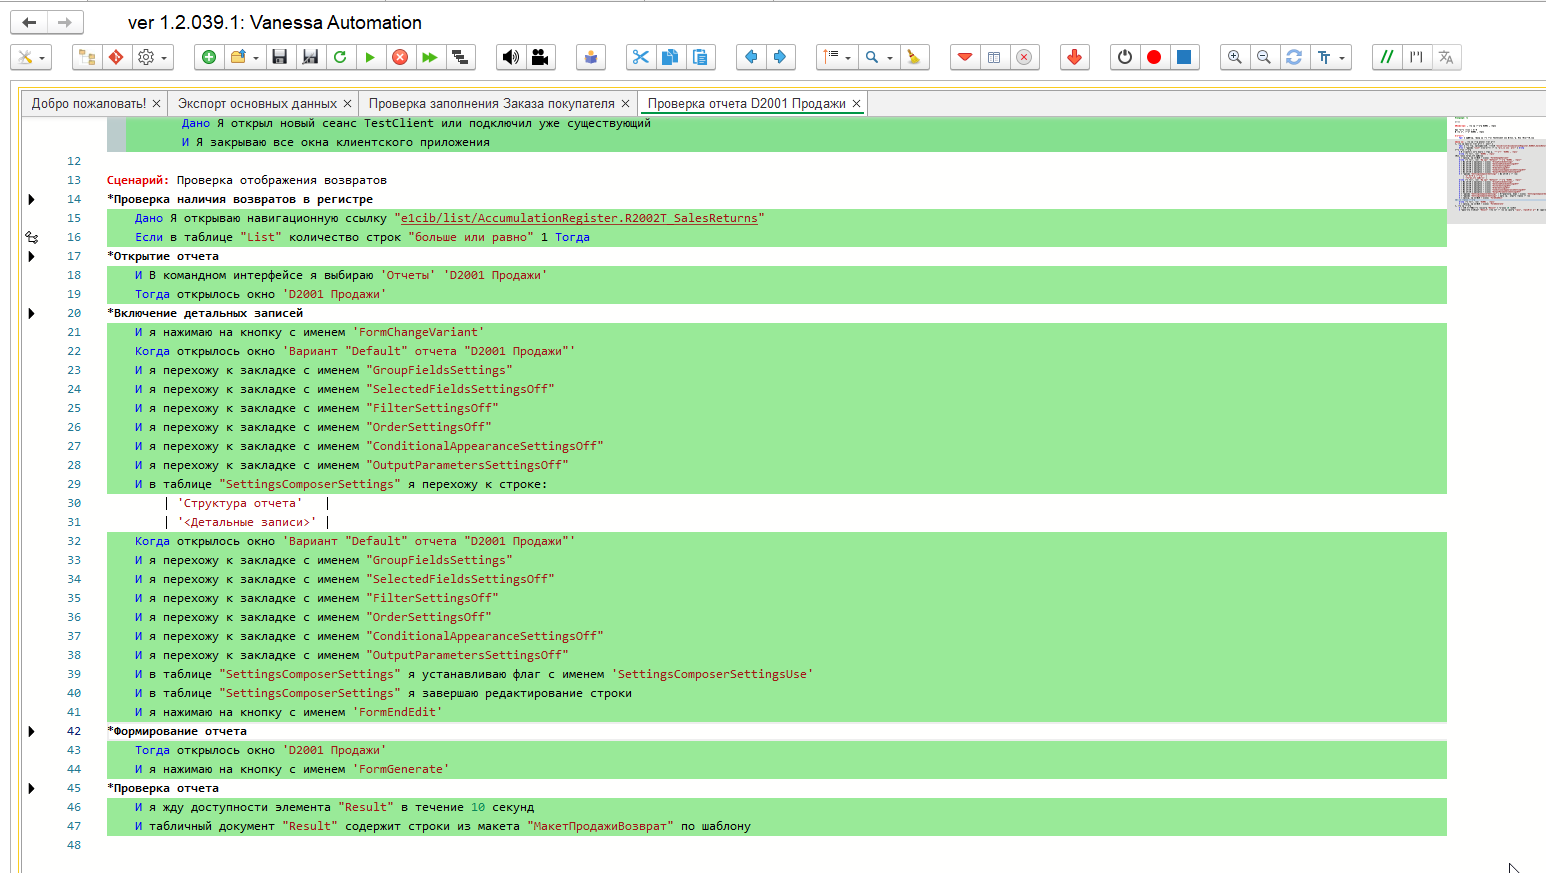 ver 1.2.039.1: Vanessa Automation
Добро пожаловать! × Экспорт основных данных × Проверка заполнения Заказа покупателя × Проверка отчета D2001 Продажи ×
Дано Я открыл новый сеанс TestClient или подключил уже существующий
И Я закрываю все окна клиентского приложения
12
13 Сценарий: Проверка отображения возвратов
14 *Проверка наличия возвратов в регистре
15 Дано Я открываю навигационную ссылку "e1cib/list/AccumulationRegister.R2002T_SalesReturns"
16 Если в таблице "List" количество строк "больше или равно" 1 Тогда
17 *Открытие отчета
18 И В командном интерфейсе я выбираю 'Отчеты' 'D2001 Продажи'
19 Тогда открылось окно 'D2001 Продажи'
20 *Включение детальных записей
21 И я нажимаю на кнопку с именем 'FormChangeVariant'
22 Когда открылось окно 'Вариант "Default" отчета "D2001 Продажи"'
23 И я перехожу к закладке с именем "GroupFieldsSettings"
24 И я перехожу к закладке с именем "SelectedFieldsSettingsOff"
25 И я перехожу к закладке с именем "FilterSettingsOff"
26 И я перехожу к закладке с именем "OrderSettingsOff"
27 И я перехожу к закладке с именем "ConditionalAppearanceSettingsOff"
28 И я перехожу к закладке с именем "OutputParametersSettingsOff"
29 И в таблице "SettingsComposerSettings" я перехожу к строке:
30 | 'Структура отчета' |
31 | '<Детальные записи>' |
32 Когда открылось окно 'Вариант "Default" отчета "D2001 Продажи"'
33 И я перехожу к закладке с именем "GroupFieldsSettings"
34 И я перехожу к закладке с именем "SelectedFieldsSettingsOff"
35 И я перехожу к закладке с именем "FilterSettingsOff"
36 И я перехожу к закладке с именем "OrderSettingsOff"
37 И я перехожу к закладке с именем "ConditionalAppearanceSettingsOff"
38 И я перехожу к закладке с именем "OutputParametersSettingsOff"
39 И в таблице "SettingsComposerSettings" я устанавливаю флаг с именем 'SettingsComposerSettingsUse'
40 И в таблице "SettingsComposerSettings" я завершаю редактирование строки
41 И я нажимаю на кнопку с именем 'FormEndEdit'
42 *Формирование отчета
43 Тогда открылось окно 'D2001 Продажи'
44 И я нажимаю на кнопку с именем 'FormGenerate'
45 *Проверка отчета
46 И я жду доступности элемента "Result" в течение 10 секунд
47 И табличный документ "Result" содержит строки из макета "МакетПродажиВозврат" по шаблону
48